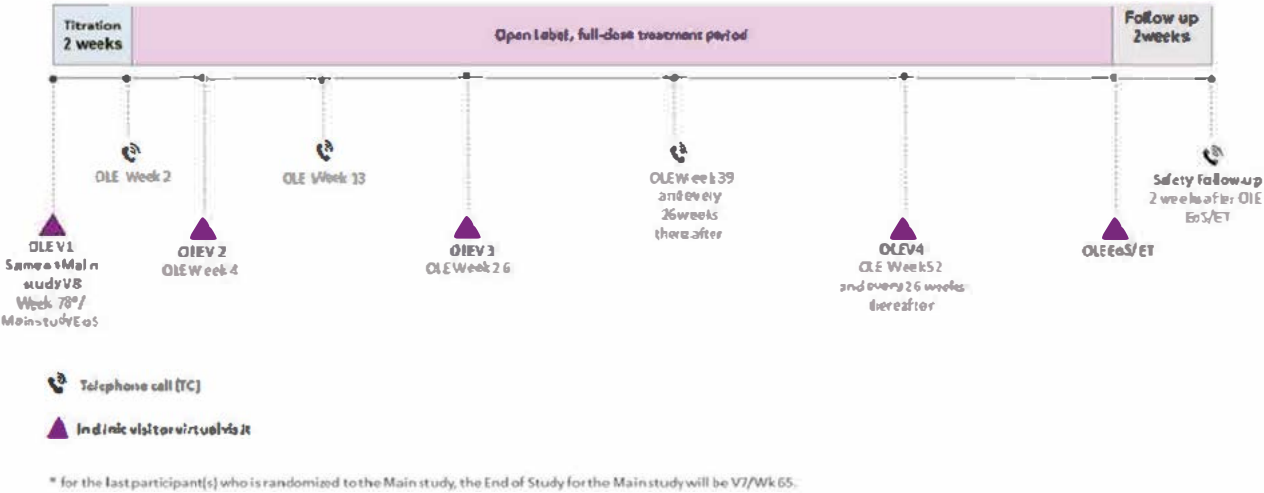 Titration
2 weeks
Open Label, full-dose treatment period
Follow up
2weeks
OLE Week 2
OLE Week 13
OLE Week 39
and every
26 weeks
thereafter
Safety Follow-up
2 weeks after OLE
EoS/ET
OLE V1
Same as Main
study V8
Week 78*/
Main study EoS
OLE V2
OLE Week 4
OLE V3
OLE Week 26
OLE V4
OLE Week 52
and every 26 weeks
thereafter
OLE EoS/ET
Telephone call (TC)
In clinic visit or virtual visit
* for the last participant(s) who is randomized to the Main study, the End of Study for the Main study will be V7/Wk 65.